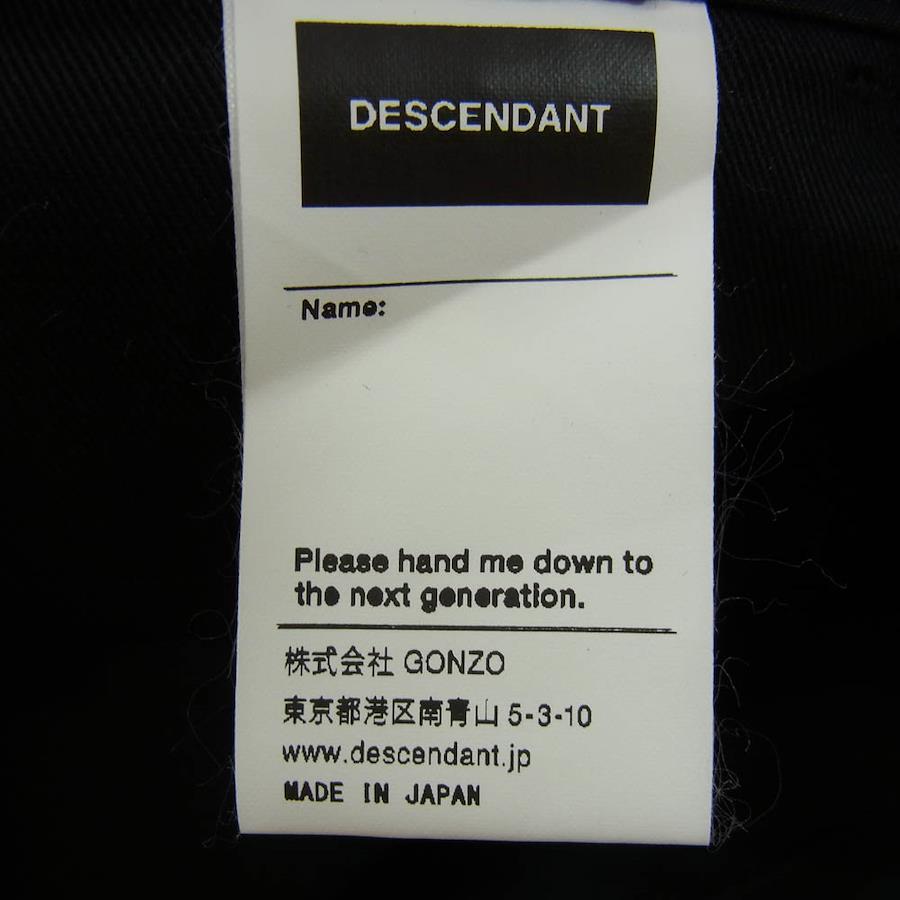 DESCENDANT
Name:
Please hand me down to
the next generation.
株式会社 GONZO
東京都港区南青山 5-3-10
www.descendant.jp
MADE IN JAPAN